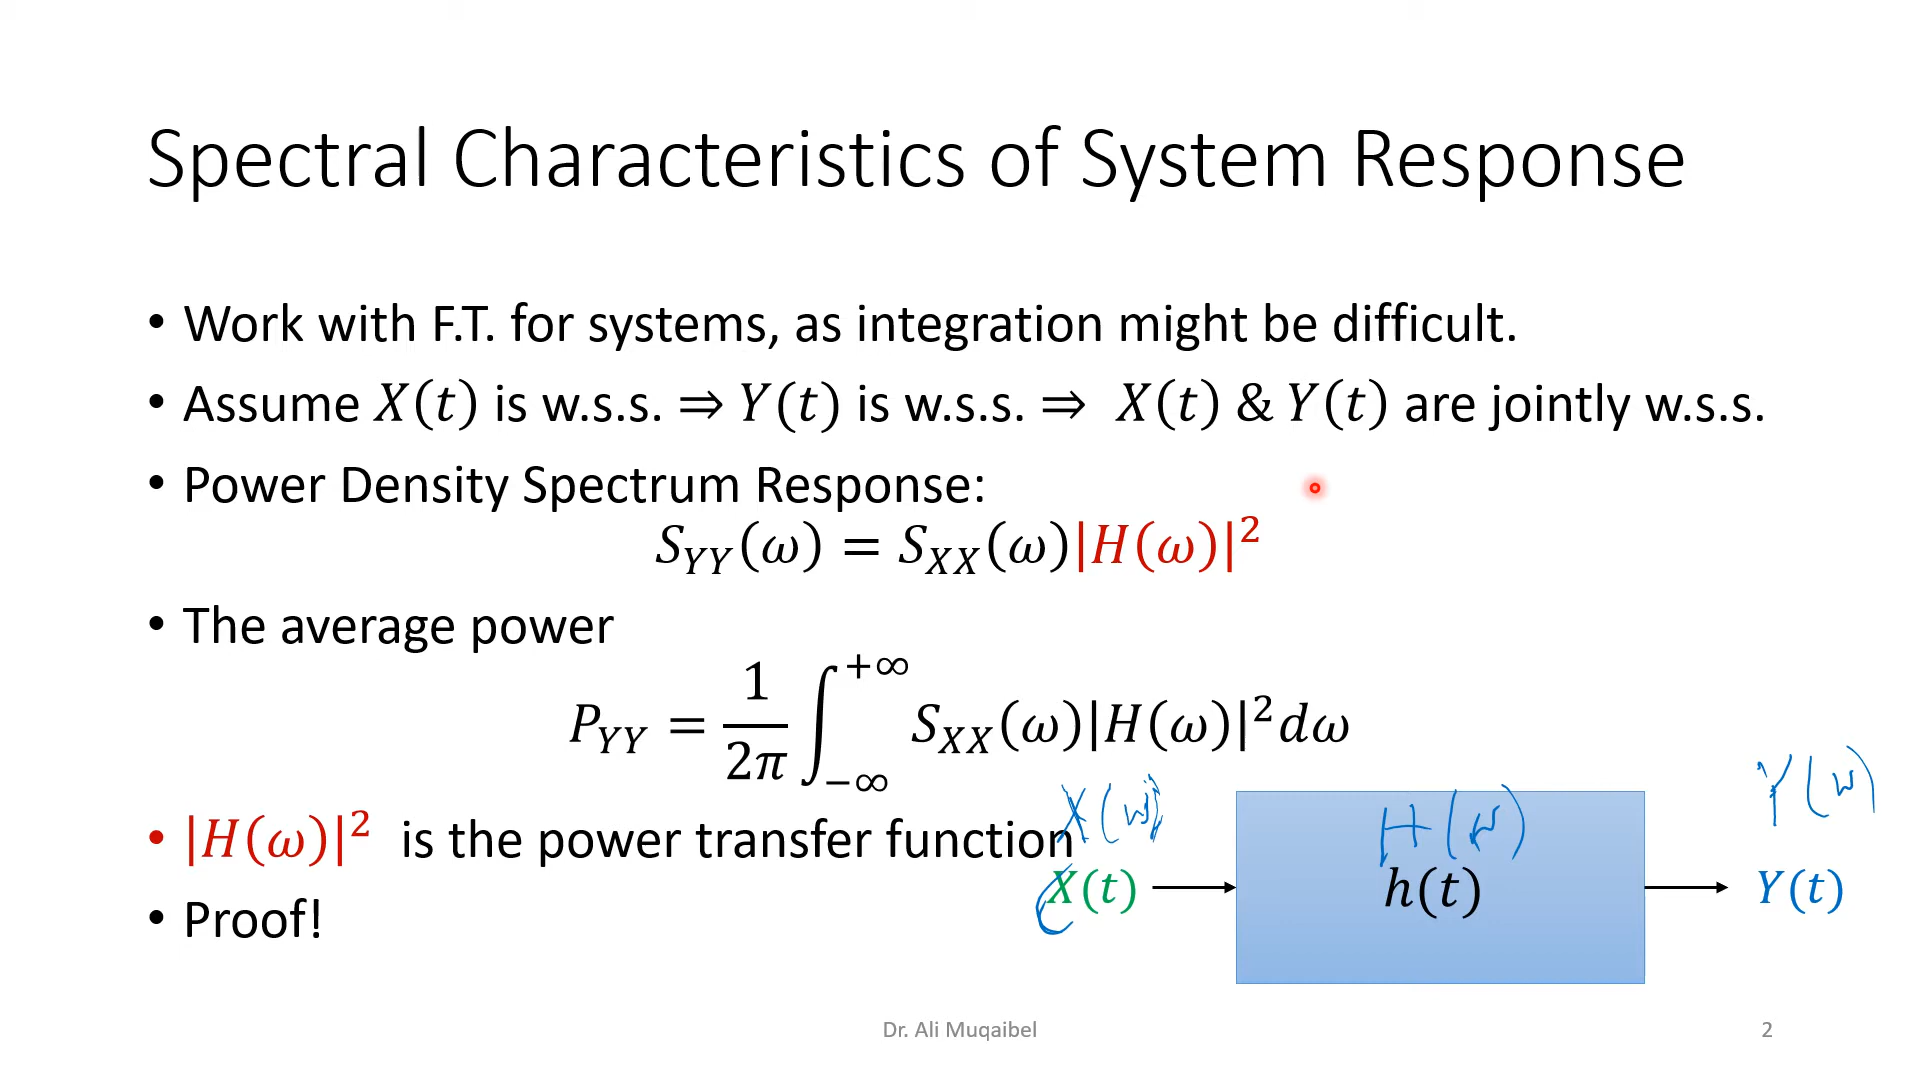 Spectral Characteristics of System Response
• Work with F.T. for systems, as integration might be difficult.
• Assume X(t) is w.s.s. ⇒ Y(t) is w.s.s. ⇒ X(t) & Y(t) are jointly w.s.s.
• Power Density Spectrum Response:
S_YY(ω) = S_XX(ω)|H(ω)|²
• The average power
P_YY = 1/2π ∫_−∞^+∞ S_XX(ω)|H(ω)|²dω
• |H(ω)|² is the power transfer function
• Proof!
X(w) H(w) Y(w)
X(t) h(t) Y(t)
Dr. Ali Muqaibel 2